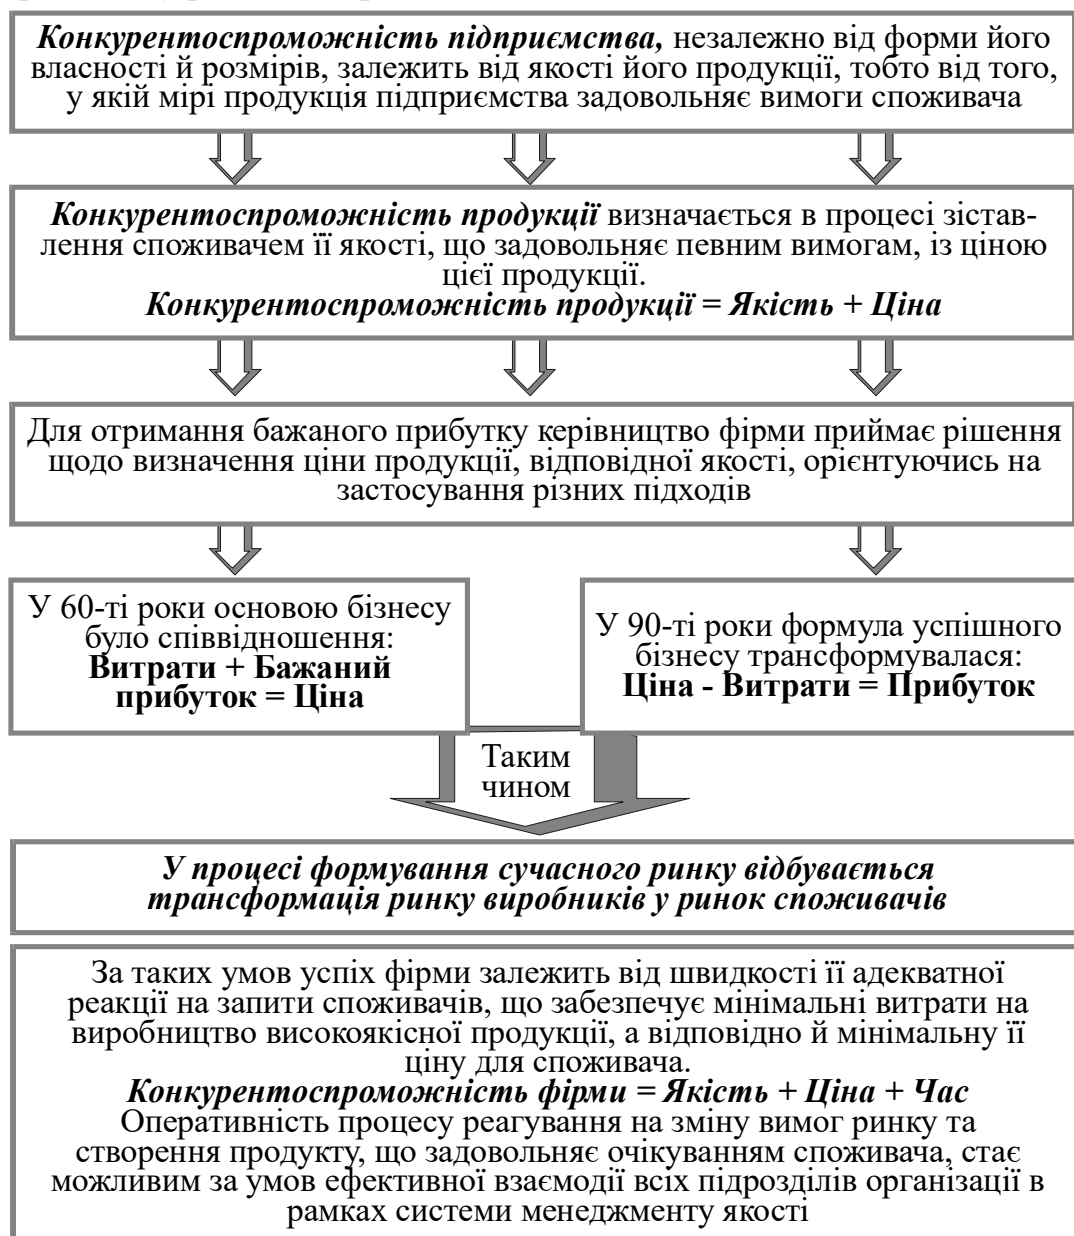 Конкурентоспроможність підприємства, незалежно від форми його
власності й розмірів, залежить від якості його продукції, тобто від того,
у якій мірі продукція підприємства задовольняє вимоги споживача
Конкурентоспроможність продукції визначається в процесі зістав-
лення споживачем її якості, що задовольняє певним вимогам, із ціною
цієї продукції.
Конкурентоспроможність продукції = Якість + Ціна
Для отримання бажаного прибутку керівництво фірми приймає рішення
щодо визначення ціни продукції, відповідної якості, орієнтуючись на
застосування різних підходів
У 60-ті роки основою бізнесу
було співвідношення:
Витрати + Бажаний
прибуток = Ціна
У 90-ті роки формула успішного
бізнесу трансформувалася:
Ціна - Витрати = Прибуток
Таким
чином
У процесі формування сучасного ринку відбувається
трансформація ринку виробників у ринок споживачів
За таких умов успіх фірми залежить від швидкості її адекватної
реакції на запити споживачів, що забезпечує мінімальні витрати на
виробництво високоякісної продукції, а відповідно й мінімальну її
ціну для споживача.
Конкурентоспроможність фірми = Якість + Ціна + Час
Оперативність процесу реагування на зміну вимог ринку та
створення продукту, що задовольняє очікуванням споживача, стає
можливим за умов ефективної взаємодії всіх підрозділів організації в
рамках системи менеджменту якості